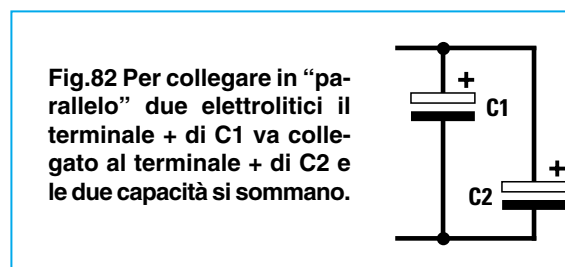 Fig.82 Per collegare in “pa-
rallelo” due elettrolitici il
terminale + di C1 va colle-
gato al terminale + di C2 e
le due capacità si sommano.
+
C1
+
C2